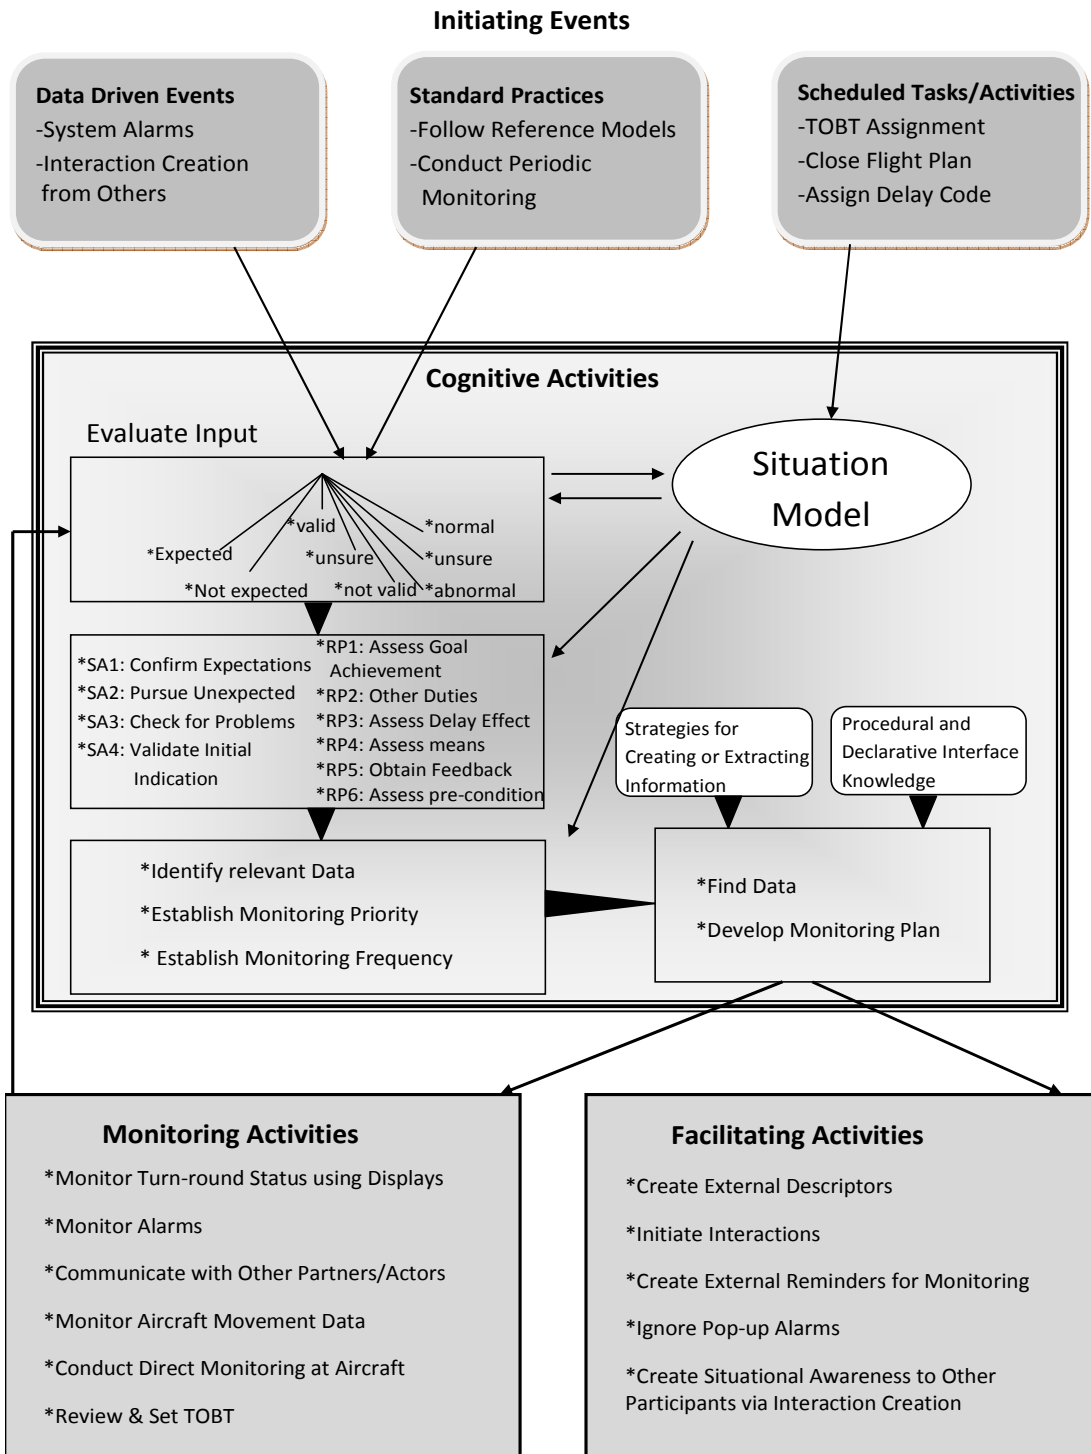 Initiating Events
Data Driven Events
-System Alarms
-Interaction Creation
from Others
Standard Practices
-Follow Reference Models
-Conduct Periodic
Monitoring
Scheduled Tasks/Activities
-TOBT Assignment
-Close Flight Plan
-Assign Delay Code
Cognitive Activities
Evaluate Input
*Expected
*Not expected
*valid
*unsure
*not valid
*normal
*unsure
*abnormal
Situation
Model
*SA1: Confirm Expectations
*SA2: Pursue Unexpected
*SA3: Check for Problems
*SA4: Validate Initial
Indication
*RP1: Assess Goal
Achievement
*RP2: Other Duties
*RP3: Assess Delay Effect
*RP4: Assess means
*RP5: Obtain Feedback
*RP6: Assess pre-condition
Strategies for
Creating or Extracting
Information
Procedural and
Declarative Interface
Knowledge
*Identify relevant Data
*Establish Monitoring Priority
* Establish Monitoring Frequency
*Find Data
*Develop Monitoring Plan
Monitoring Activities
*Monitor Turn-round Status using Displays
*Monitor Alarms
*Communicate with Other Partners/Actors
*Monitor Aircraft Movement Data
*Conduct Direct Monitoring at Aircraft
*Review & Set TOBT
Facilitating Activities
*Create External Descriptors
*Initiate Interactions
*Create External Reminders for Monitoring
*Ignore Pop-up Alarms
*Create Situational Awareness to Other
Participants via Interaction Creation